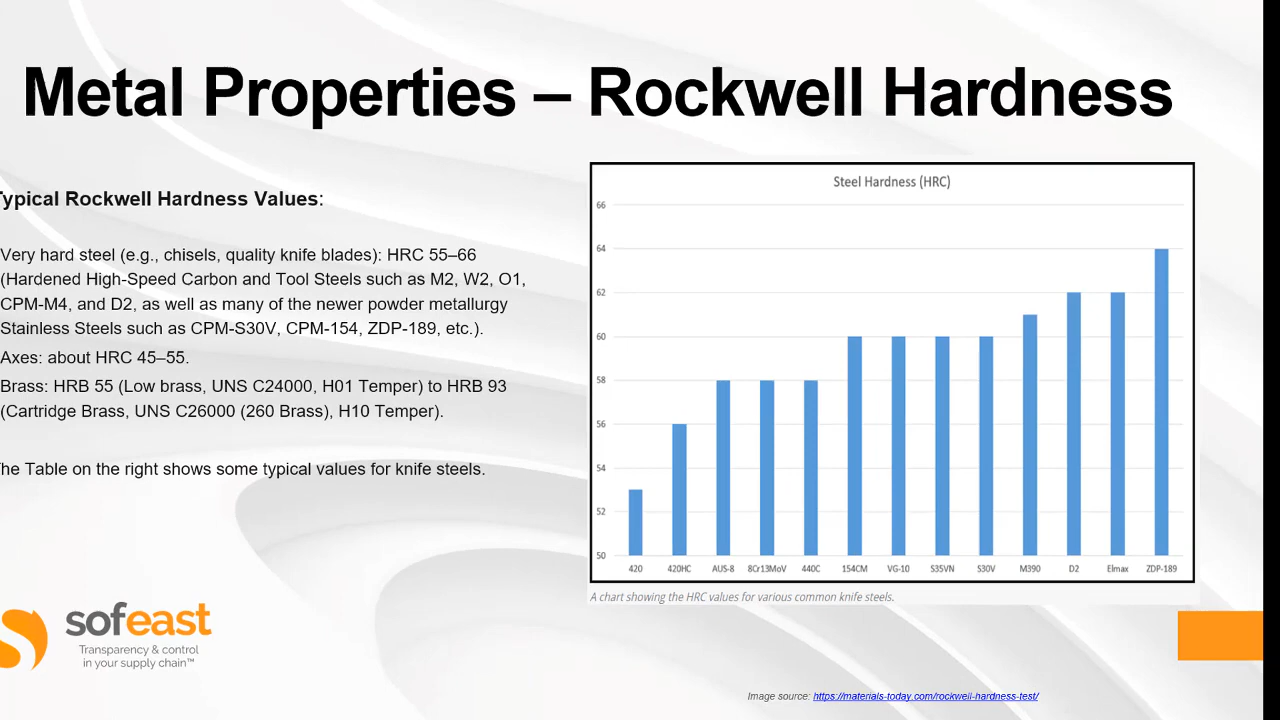 Metal Properties – Rockwell Hardness
Typical Rockwell Hardness Values:
Very hard steel (e.g., chisels, quality knife blades): HRC 55–66
(Hardened High-Speed Carbon and Tool Steels such as M2, W2, O1,
CPM-M4, and D2, as well as many of the newer powder metallurgy
Stainless Steels such as CPM-S30V, CPM-154, ZDP-189, etc.).
Axes: about HRC 45–55.
Brass: HRB 55 (Low brass, UNS C24000, H01 Temper) to HRB 93
(Cartridge Brass, UNS C26000 (260 Brass), H10 Temper).
The Table on the right shows some typical values for knife steels.
Steel Hardness (HRC)
66
64
62
60
58
56
54
52
50
420 420HC AUS-8 8Cr13MoV 440C 154CM VG-10 S35VN S30V M390 D2 Elmax ZDP-189
A chart showing the HRC values for various common knife steels.
sofeast
Transparency & control
in your supply chain™
Image source: https://materials-today.com/rockwell-hardness-test/